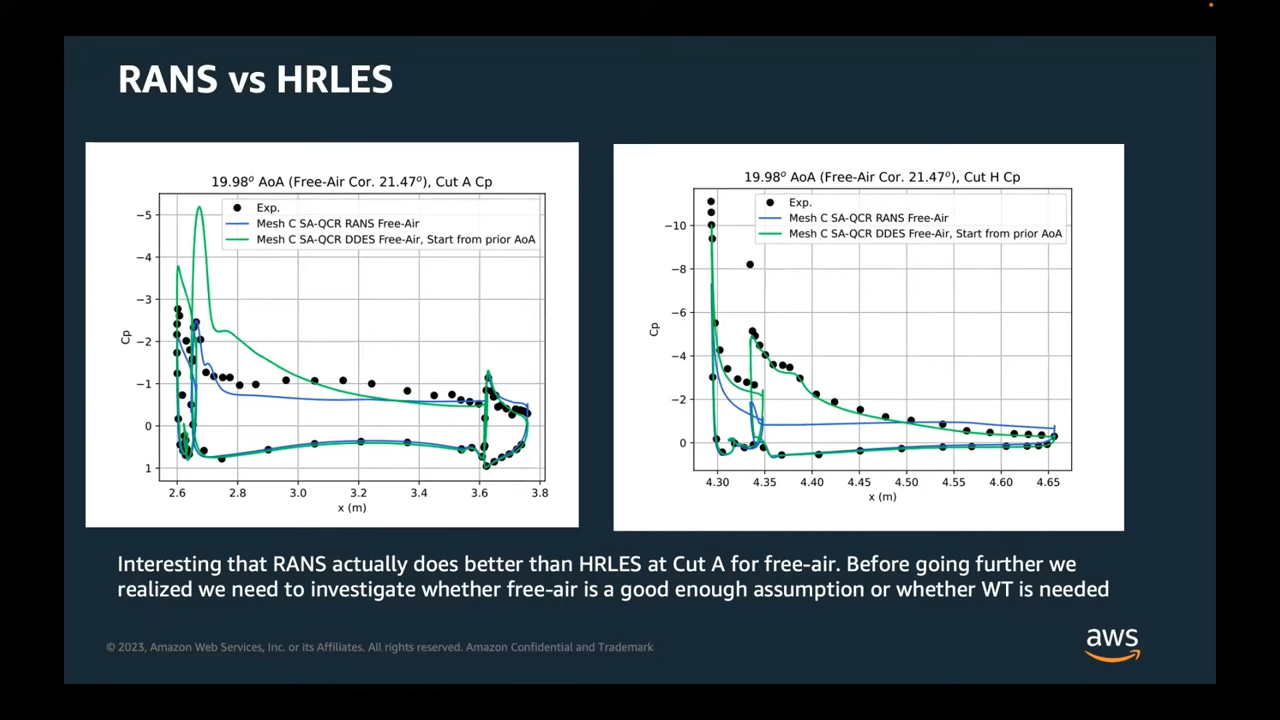 RANS vs HRLES
19.98° AoA (Free-Air Cor. 21.47°), Cut A Cp
Exp.
Mesh C SA-QCR RANS Free-Air
Mesh C SA-QCR DDES Free-Air, Start from prior AoA
Cp
−5
−4
−3
−2
−1
0
1
2.6 2.8 3.0 3.2 3.4 3.6 3.8
x (m)
19.98° AoA (Free-Air Cor. 21.47°), Cut H Cp
Exp.
Mesh C SA-QCR RANS Free-Air
Mesh C SA-QCR DDES Free-Air, Start from prior AoA
Cp
−10
−8
−6
−4
−2
0
4.30 4.35 4.40 4.45 4.50 4.55 4.60 4.65
x (m)
Interesting that RANS actually does better than HRLES at Cut A for free-air. Before going further we
realized we need to investigate whether free-air is a good enough assumption or whether WT is needed
© 2023, Amazon Web Services, Inc. or its Affiliates. All rights reserved. Amazon Confidential and Trademark
aws